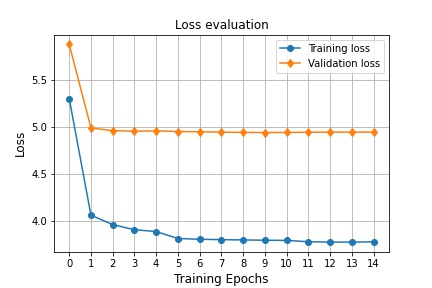 Loss evaluation
Training loss
Validation loss
5.5
5.0
4.5
4.0
Loss
0 1 2 3 4 5 6 7 8 9 10 11 12 13 14
Training Epochs